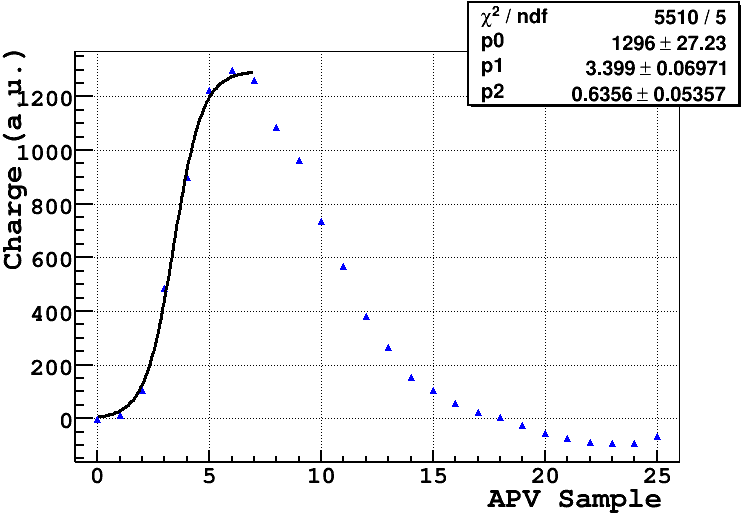 χ² / ndf 5510 / 5
p0 1296 ± 27.23
p1 3.399 ± 0.06971
p2 0.6356 ± 0.05357
Charge (a.u.)
1200
1000
800
600
400
200
0
0 5 10 15 20 25
APV Sample